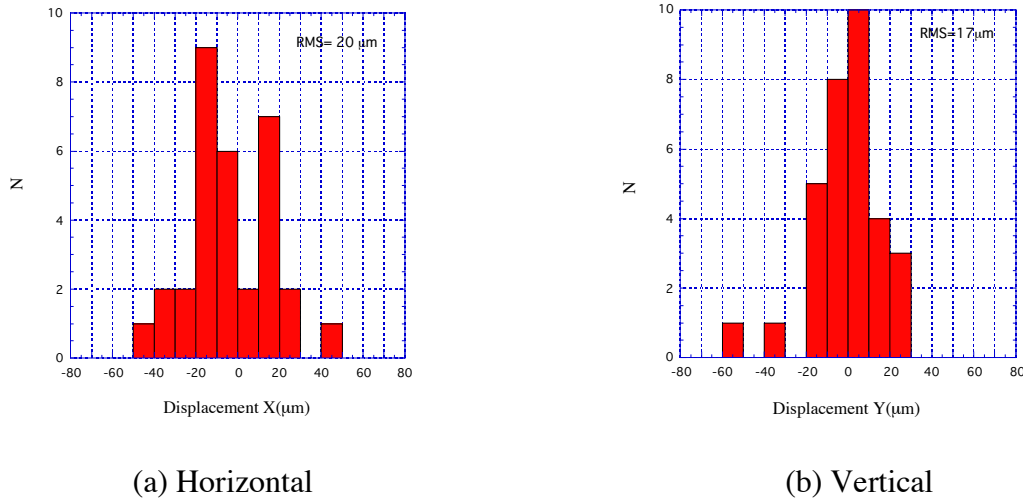 10
8
6
4
2
0
N
RMS= 20 μm
-80 -60 -40 -20 0 20 40 60 80
Displacement X(μm)
(a) Horizontal
10
8
6
4
2
0
N
RMS=17μm
-80 -60 -40 -20 0 20 40 60 80
Displacement Y(μm)
(b) Vertical